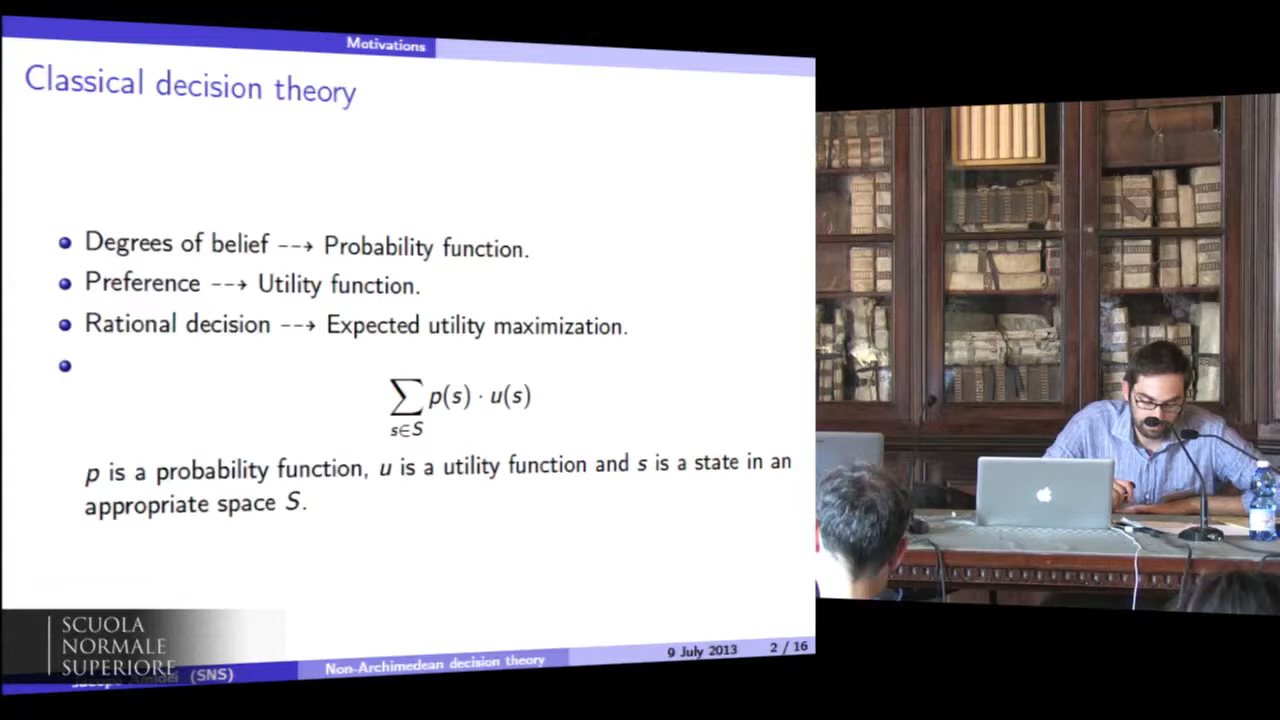 Motivations
Classical decision theory
Degrees of belief --→ Probability function.
Preference --→ Utility function.
Rational decision --→ Expected utility maximization.
∑ p(s) · u(s)
s∈S
p is a probability function, u is a utility function and s is a state in an
appropriate space S.
SCUOLA
NORMALE
SUPERIORE
(SNS)
Non-Archimedean decision theory
9 July 2013
2 / 16